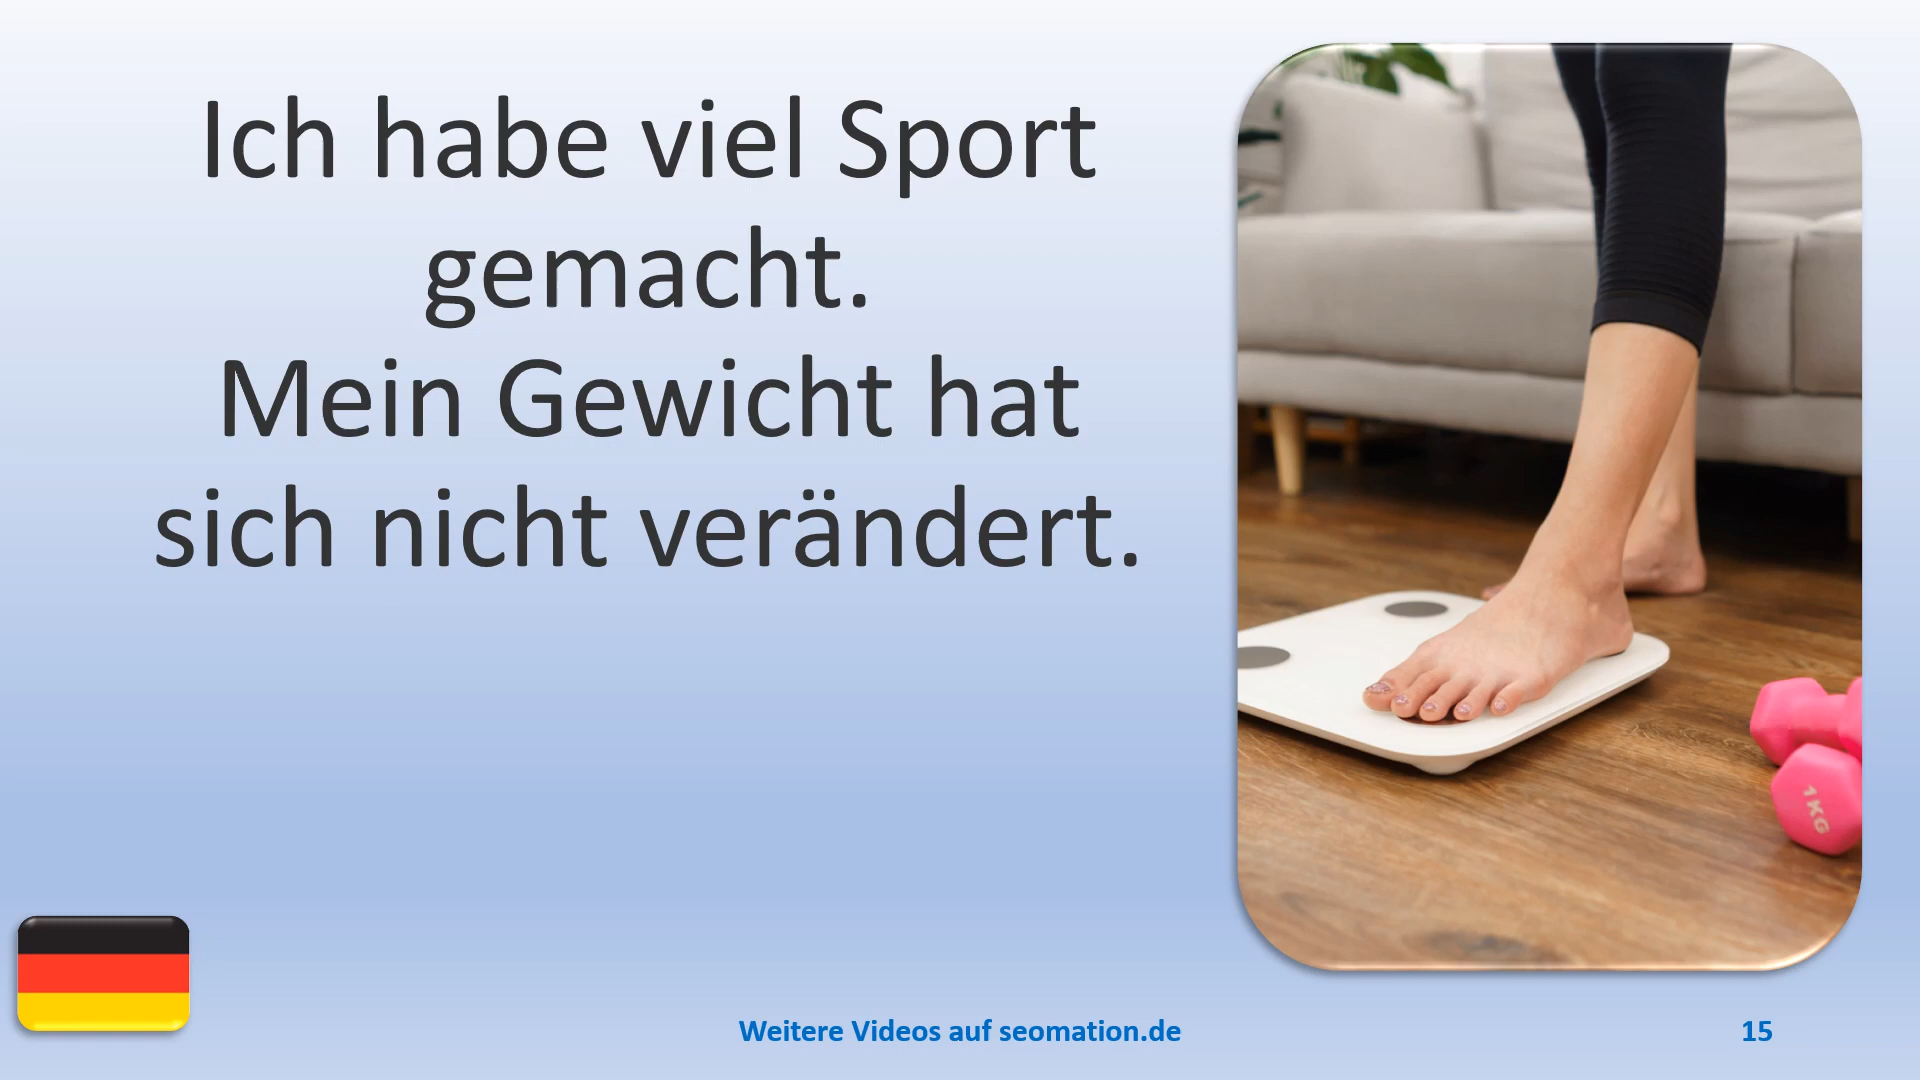 Ich habe viel Sport
gemacht.
Mein Gewicht hat
sich nicht verändert.
1KG
Weitere Videos auf seomation.de
15